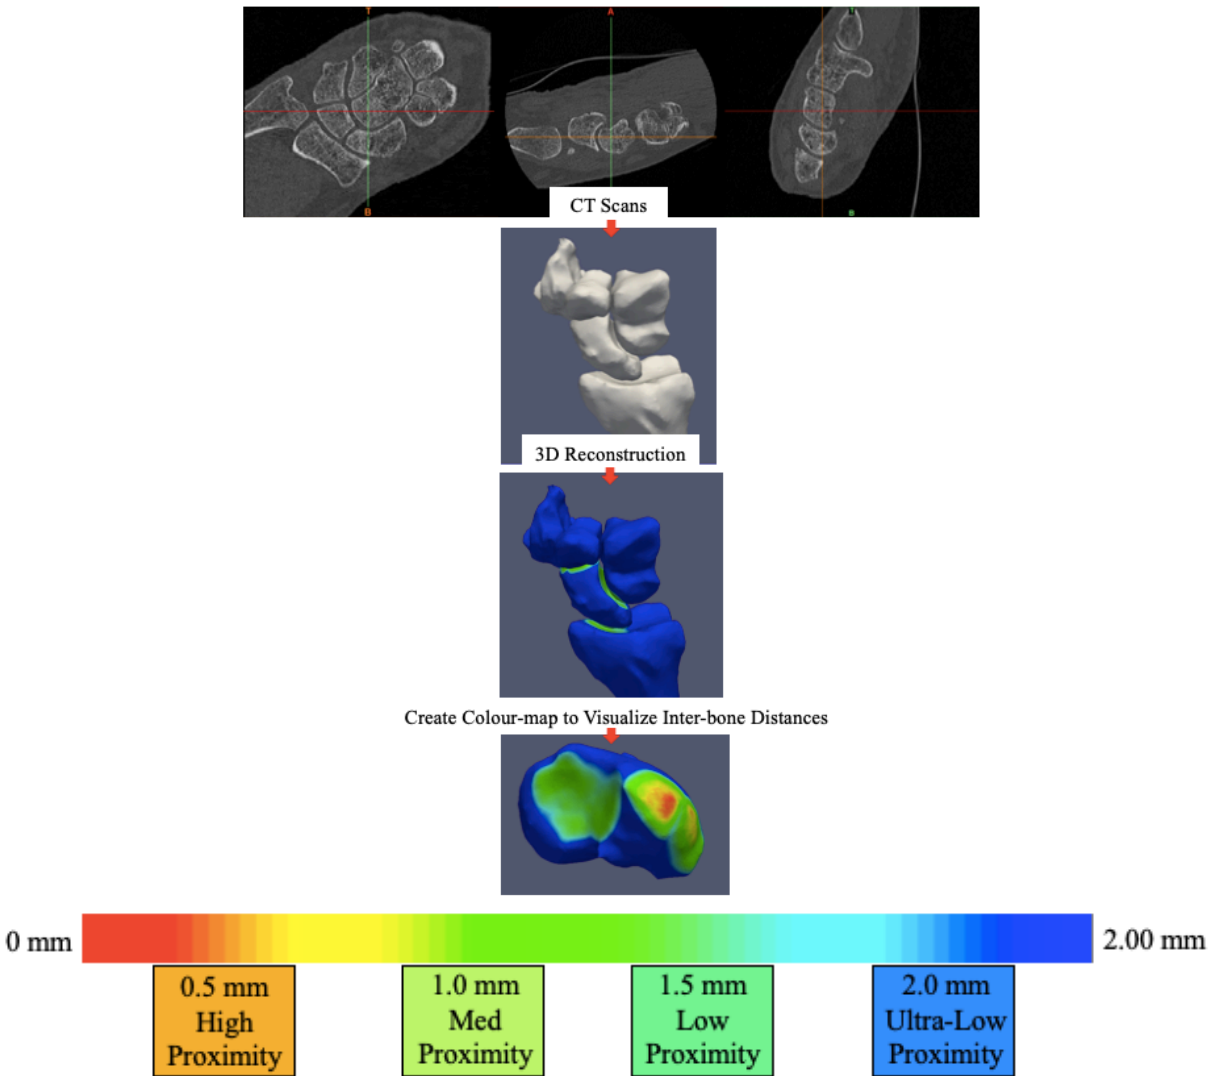 T
A
T
B
B
CT Scans
3D Reconstruction
Create Colour-map to Visualize Inter-bone Distances
0 mm
2.00 mm
0.5 mm
High
Proximity
1.0 mm
Med
Proximity
1.5 mm
Low
Proximity
2.0 mm
Ultra-Low
Proximity